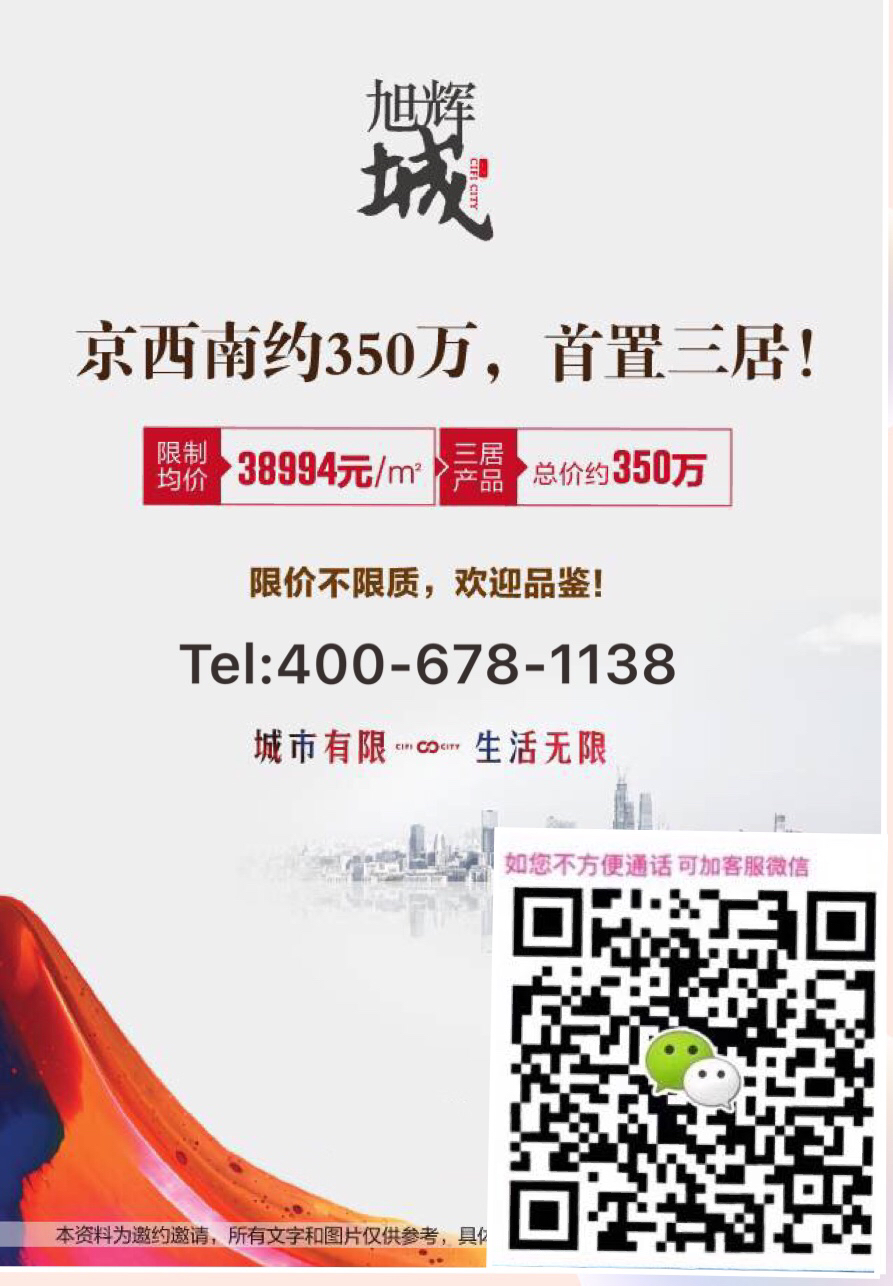 旭辉
城
CIFI CITY
京西南约350万，首置三居！
限制均价 38994元/m² 三居产品 总价约350万
限价不限质，欢迎品鉴！
Tel:400-678-1138
城市有限 CIFI CITY 生活无限
如您不方便通话 可加客服微信
本资料为邀约邀请，所有文字和图片仅供参考，具体